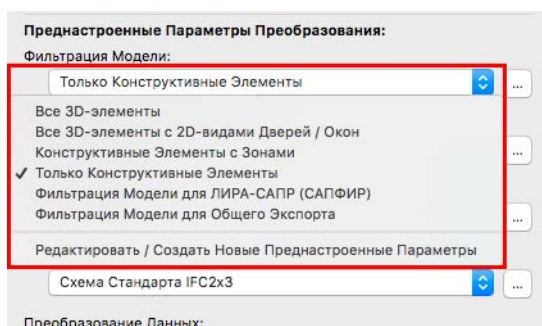 Преднастроенные Параметры Преобразования:
Фильтрация Модели:
Только Конструктивные Элементы
...
Все 3D-элементы
Все 3D-элементы с 2D-видами Дверей / Окон
Конструктивные Элементы с Зонами
...
✓ Только Конструктивные Элементы
Фильтрация Модели для ЛИРА-САПР (САПФИР)
Фильтрация Модели для Общего Экспорта
...
Редактировать / Создать Новые Преднастроенные Параметры
Схема Стандарта IFC2x3
...
Преобразование Данных: